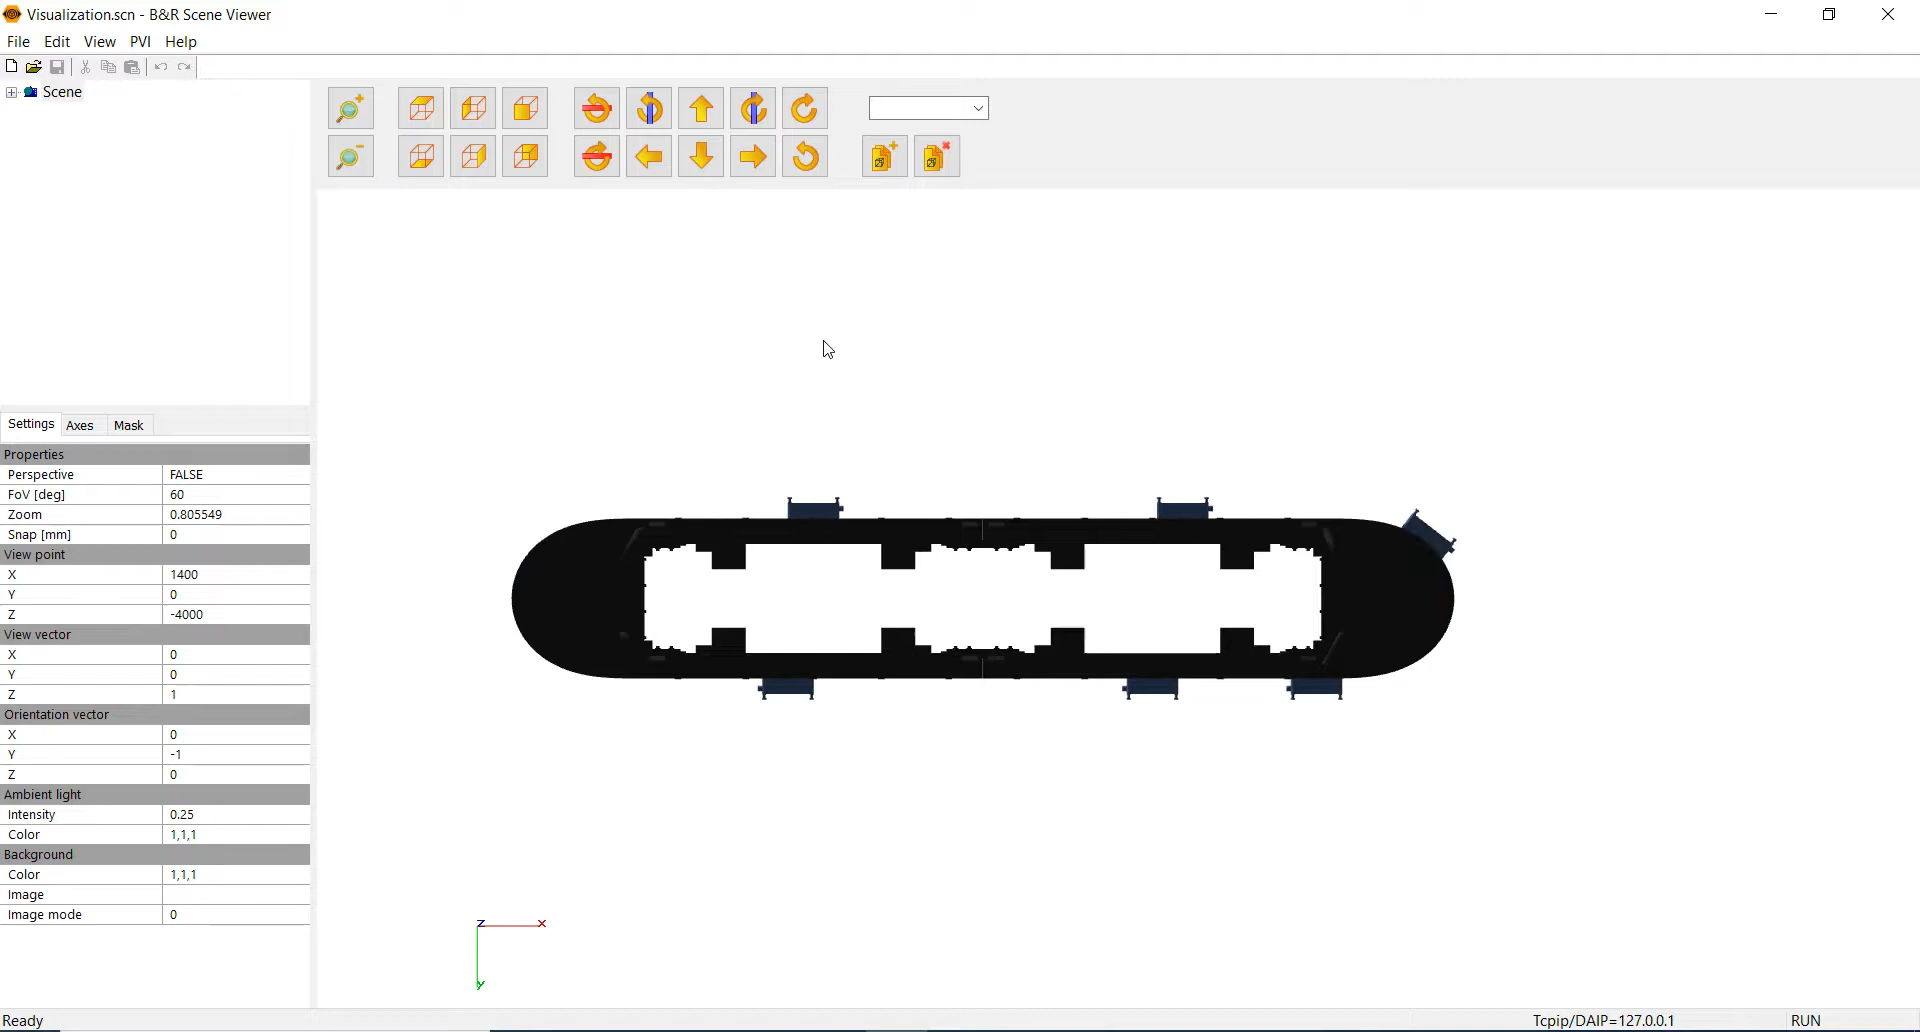 Visualization.scn - B&R Scene Viewer
File Edit View PVI Help
Scene
Settings Axes Mask
Properties
Perspective FALSE
FoV [deg] 60
Zoom 0.805549
Snap [mm] 0
View point
X 1400
Y 0
Z -4000
View vector
X 0
Y 0
Z 1
Orientation vector
X 0
Y -1
Z 0
Ambient light
Intensity 0.25
Color 1,1,1
Background
Color 1,1,1
Image
Image mode 0
z x
y
Ready Tcpip/DAIP=127.0.0.1 RUN